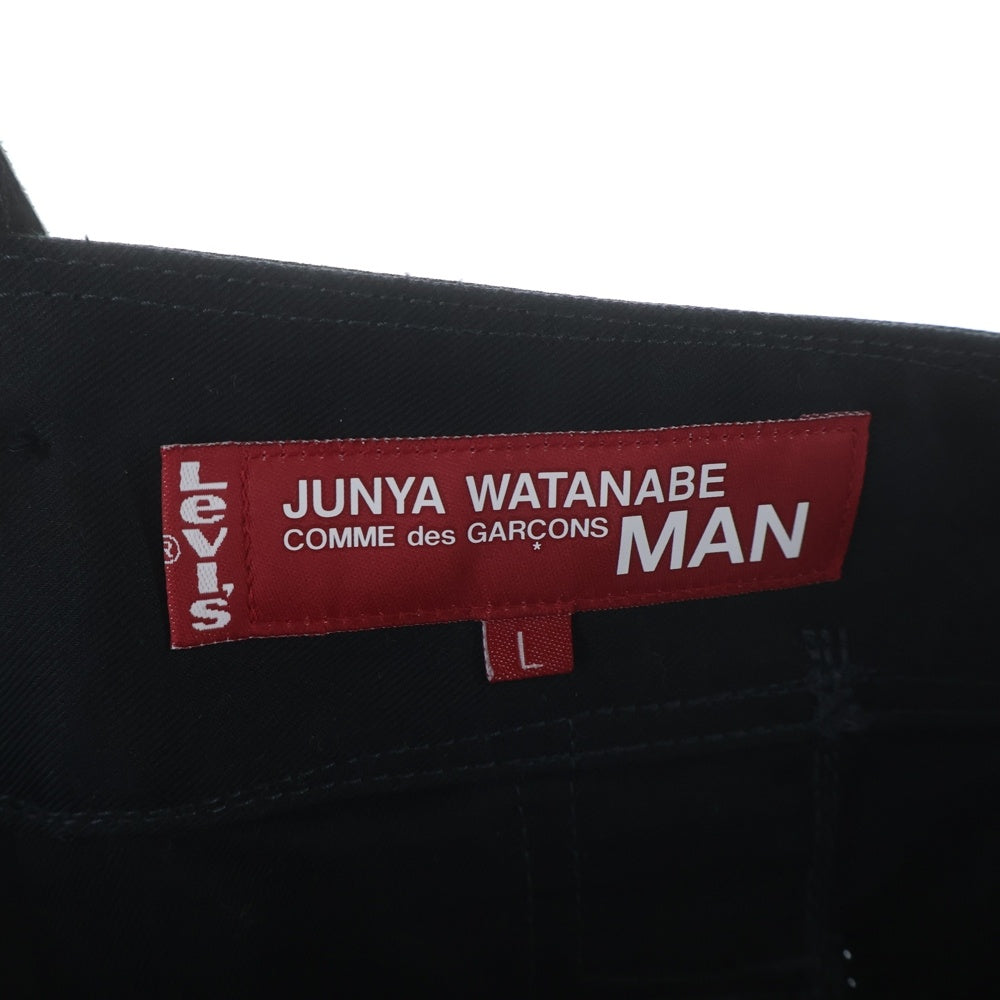 Levi's
®
JUNYA WATANABE
COMME des GARÇONS
*
MAN
L